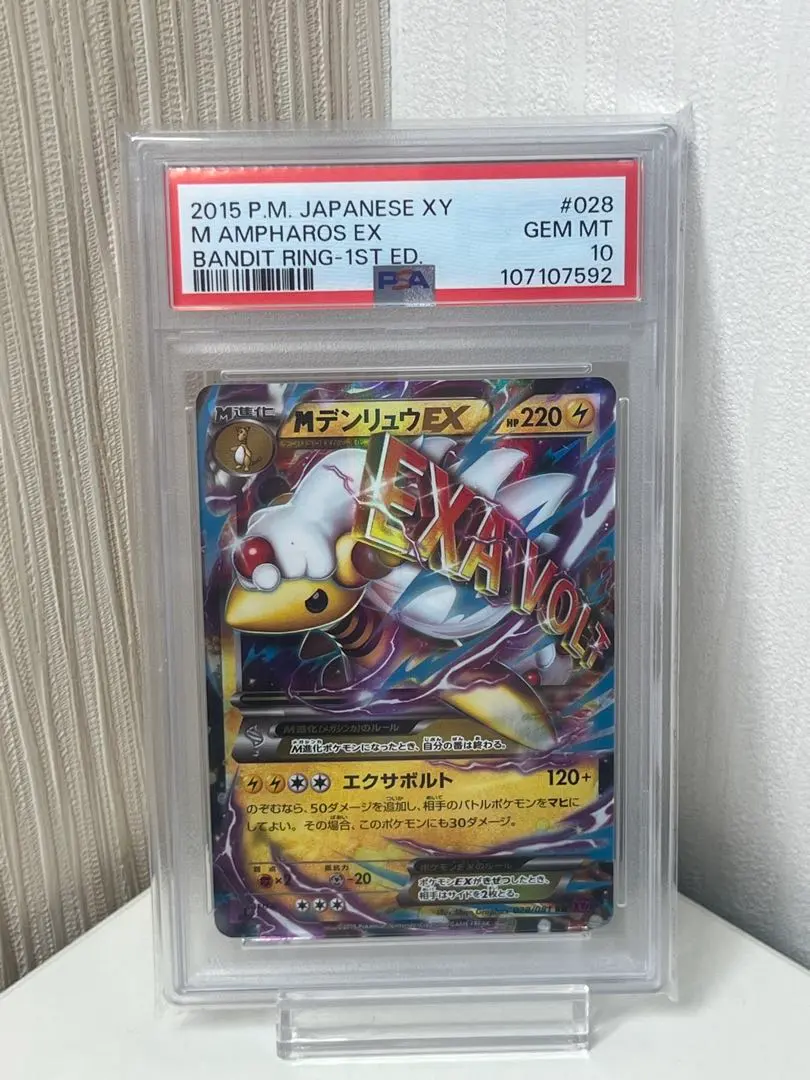 2015 P.M. JAPANESE XY #028
M AMPHAROS EX GEM MT
BANDIT RING-1ST ED. 10
PSA 107107592
M進化
MデンリュウEX HP220
EXA VOLT
M進化(メガシンカ)のルール
M進化ポケモンになったとき、自分の番は終わる。
エクサボルト 120+
のぞむなら、50ダメージを追加し、相手のバトルポケモンをマヒに
してよい。その場合、このポケモンにも30ダメージ。
弱点 ×2 抵抗力 -20
ポケモンEXのルール
ポケモンEXがきぜつしたとき、
相手はサイドを2枚とる。
028/081 RR